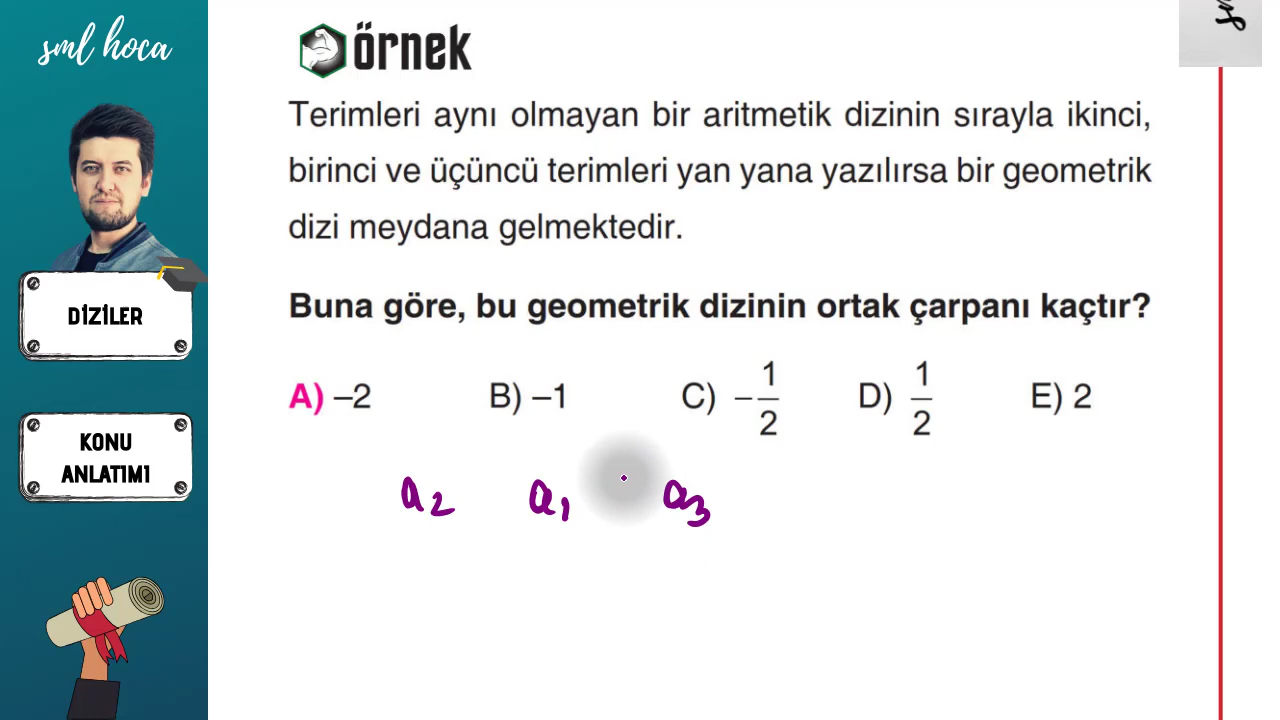 sml hoca
örnek
Terimleri aynı olmayan bir aritmetik dizinin sırayla ikinci,
birinci ve üçüncü terimleri yan yana yazılırsa bir geometrik
dizi meydana gelmektedir.
DİZİLER
Buna göre, bu geometrik dizinin ortak çarpanı kaçtır?
A) –2 B) –1 C) –1/2 D) 1/2 E) 2
KONU
ANLATIMI
a2 a1 a3